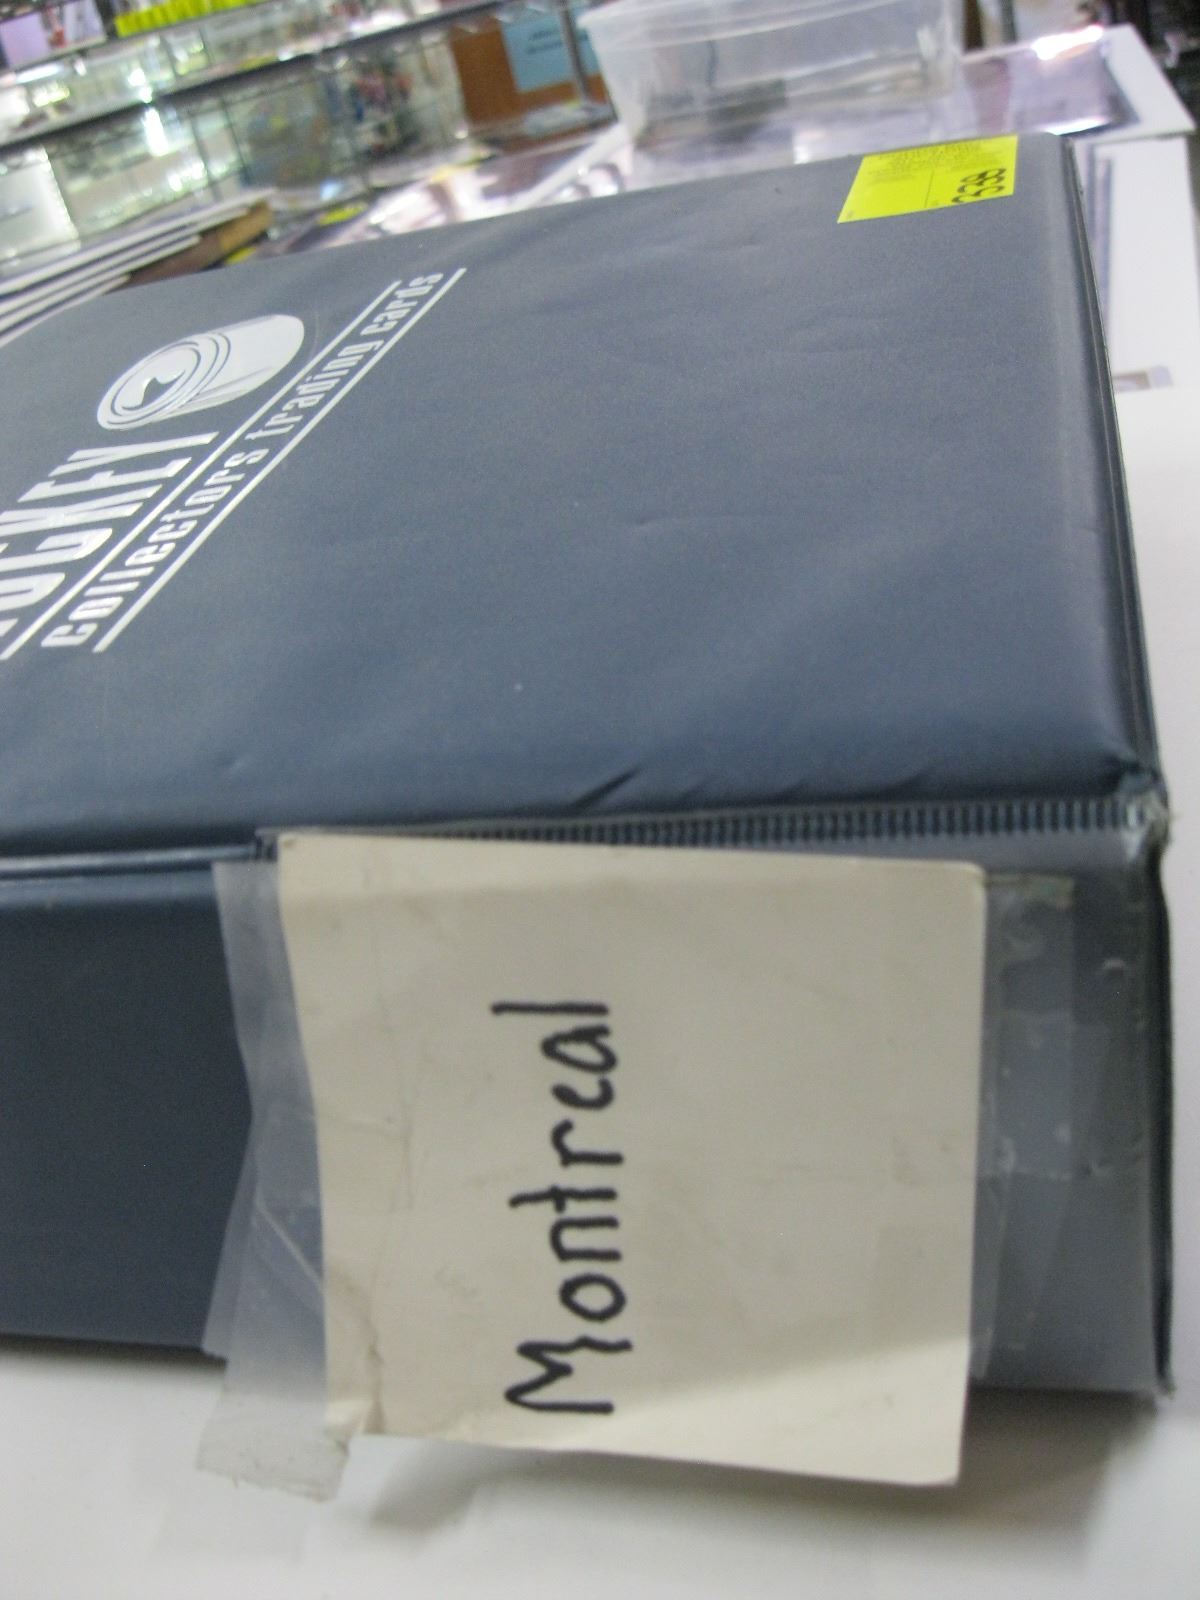 HOCKEY
collectors trading cards
Montreal